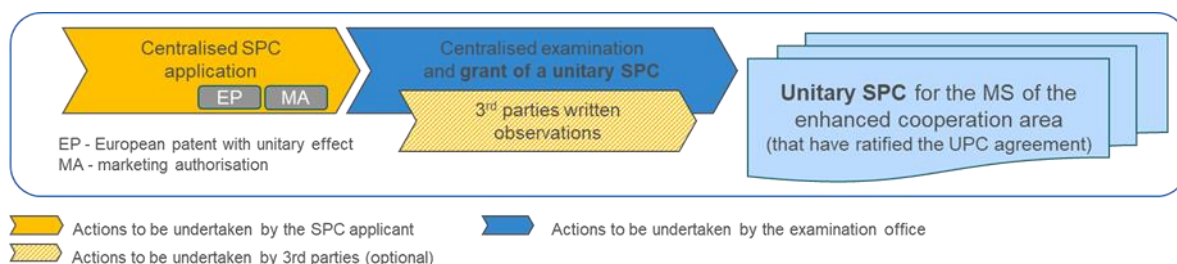 Centralised SPC
application
EP MA
EP - European patent with unitary effect
MA - marketing authorisation
Centralised examination
and grant of a unitary SPC
3rd parties written
observations
Unitary SPC for the MS of the
enhanced cooperation area
(that have ratified the UPC agreement)
Actions to be undertaken by the SPC applicant
Actions to be undertaken by the examination office
Actions to be undertaken by 3rd parties (optional)